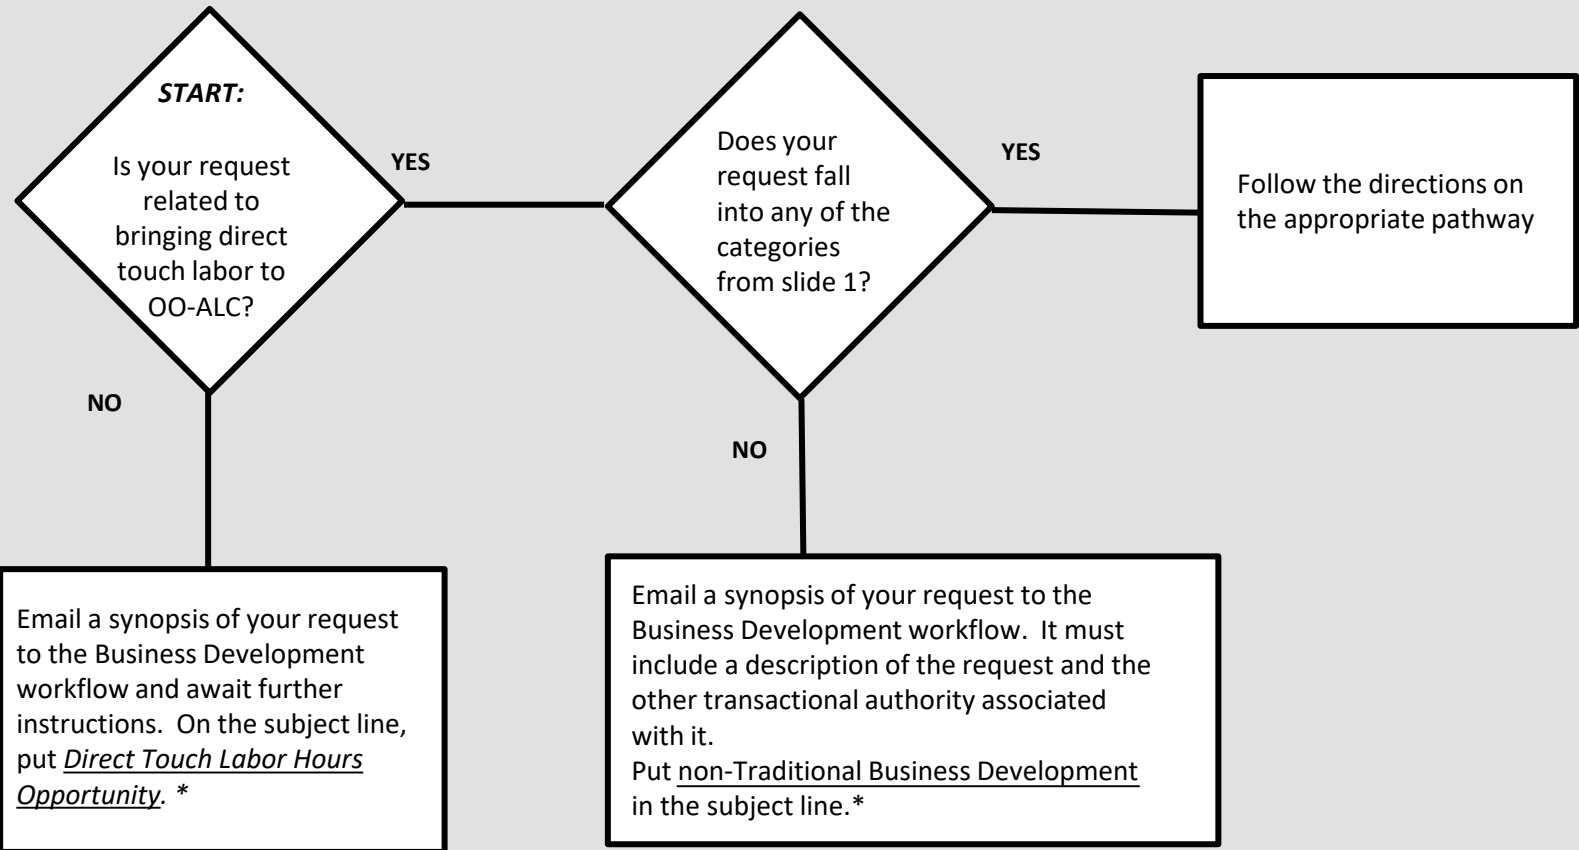 START:
Is your request
related to
bringing direct
touch labor to
OO-ALC?
YES
NO
Does your
request fall
into any of the
categories
from slide 1?
YES
NO
Follow the directions on
the appropriate pathway
Email a synopsis of your request
to the Business Development
workflow and await further
instructions.  On the subject line,
put Direct Touch Labor Hours
Opportunity. *
Email a synopsis of your request to the
Business Development workflow.  It must
include a description of the request and the
other transactional authority associated
with it.
Put non-Traditional Business Development
in the subject line.*